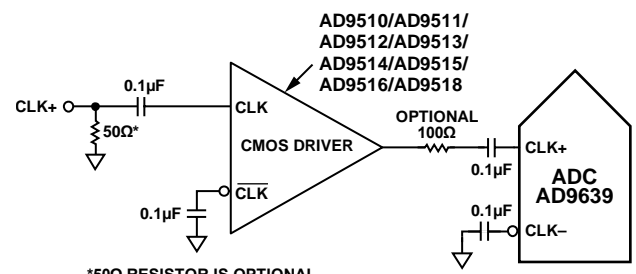 AD9510/AD9511/
AD9512/AD9513/
AD9514/AD9515/
AD9516/AD9518
0.1µF
CLK+
CLK
50Ω*
CMOS DRIVER
OPTIONAL
100Ω
0.1µF
CLK+
ADC
AD9639
CLK
0.1µF
0.1µF
CLK–
*50Ω RESISTOR IS OPTIONAL